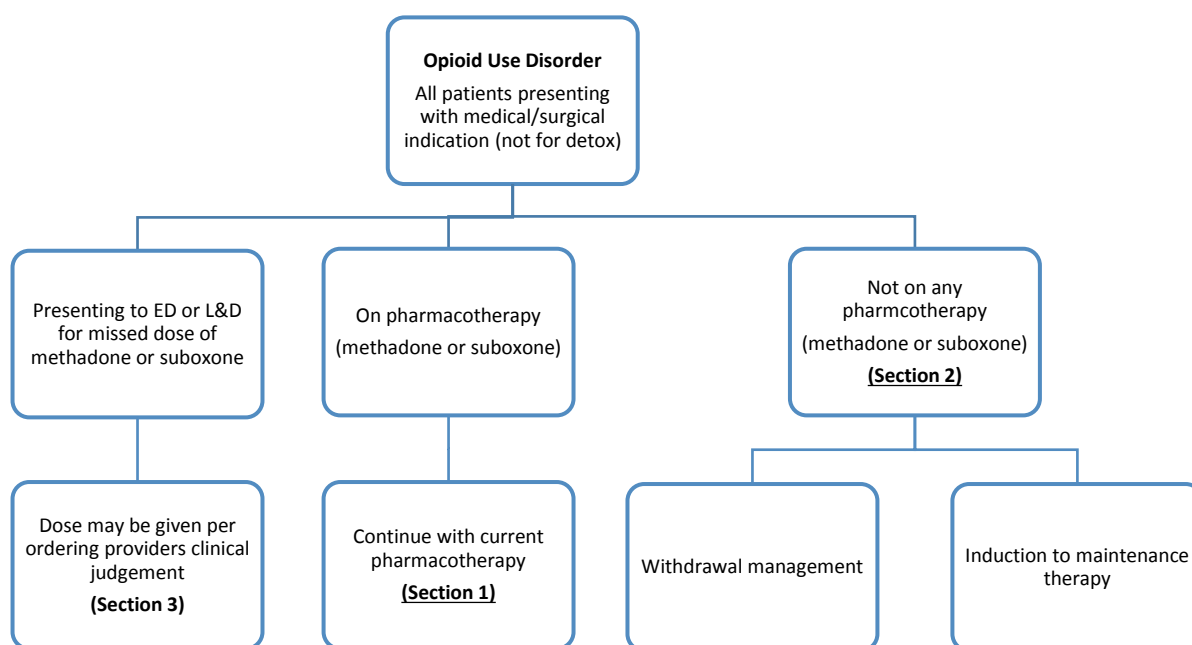 Opioid Use Disorder
All patients presenting
with medical/surgical
indication (not for detox)
Presenting to ED or L&D
for missed dose of
methadone or suboxone
On pharmacotherapy
(methadone or suboxone)
Not on any
pharmcotherapy
(methadone or suboxone)
(Section 2)
Dose may be given per
ordering providers clinical
judgement
(Section 3)
Continue with current
pharmacotherapy
(Section 1)
Withdrawal management
Induction to maintenance
therapy